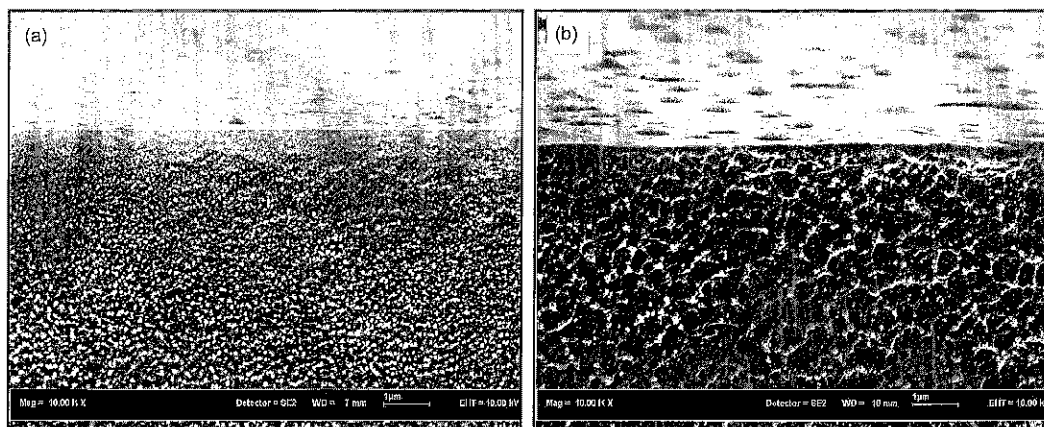 (a)
Mag = 10.00 K X Detector = SE2 WD = 7 mm 1µm EHT = 10.00 kV
(b)
Mag = 10.00 K X Detector = SE2 WD = 10 mm 1µm EHT = 10.00 kV